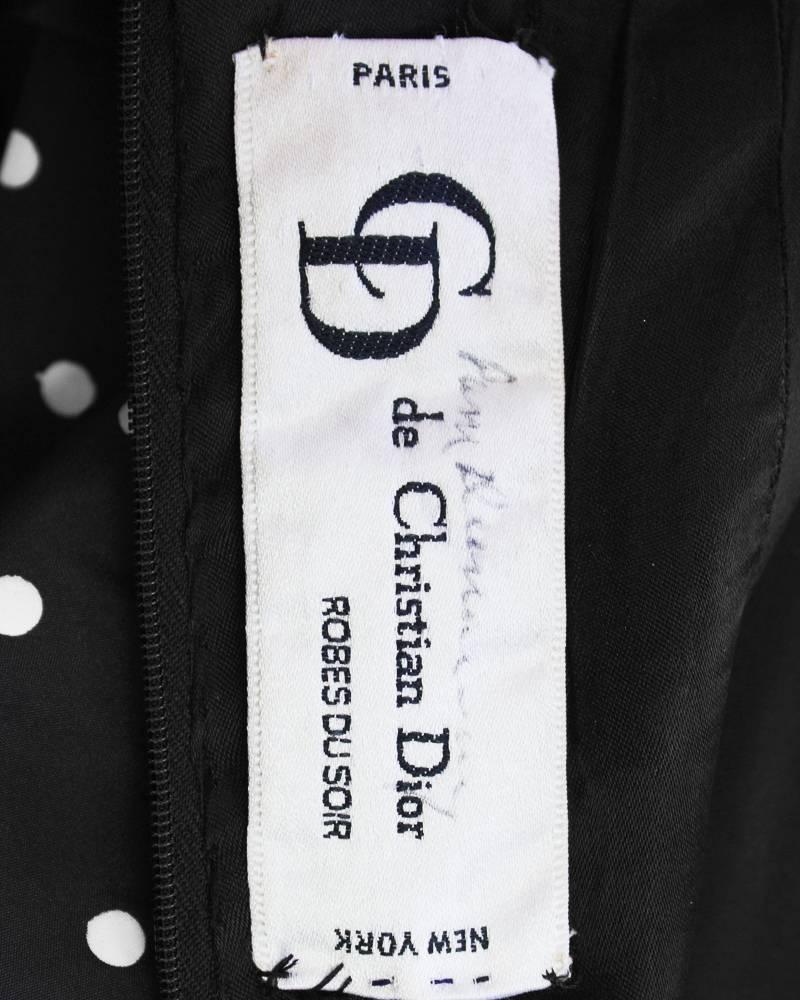 PARIS
CD
de Christian Dior
ROBES DU SOIR
NEW YORK